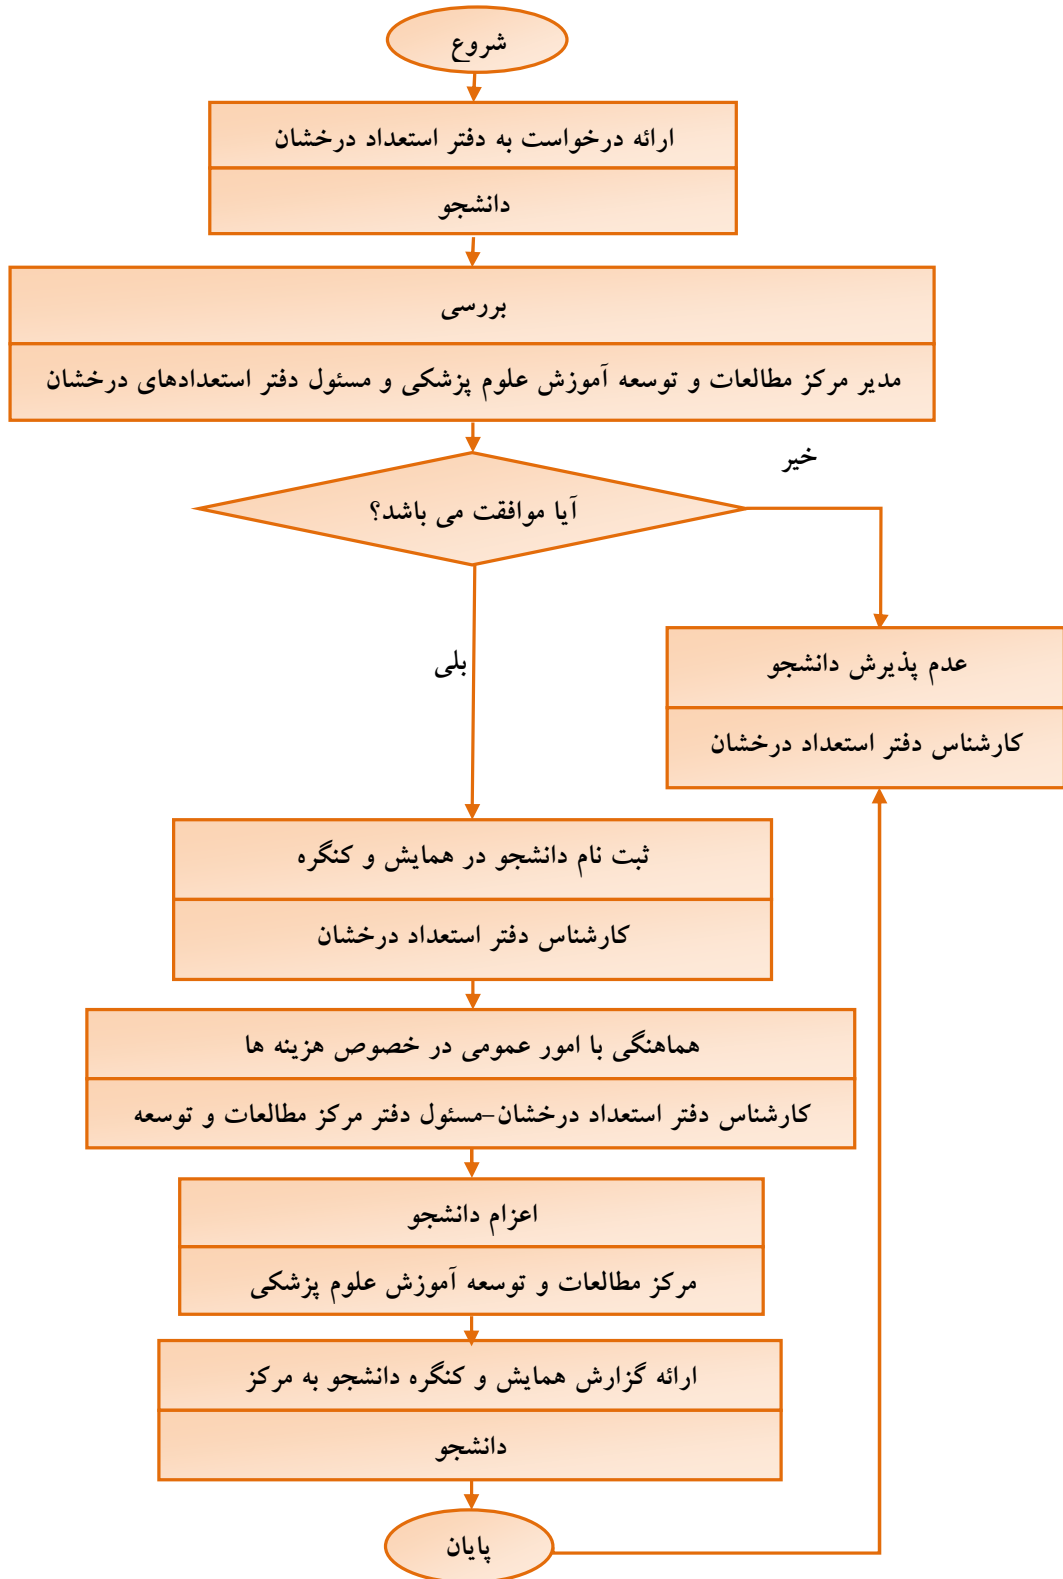 شروع
ارائه درخواست به دفتر استعداد درخشان
دانشجو
بررسی
مدیر مرکز مطالعات و توسعه آموزش علوم پزشکی و مسئول دفتر استعدادهای درخشان
خیر
آیا موافقت می باشد؟
بلی
عدم پذیرش دانشجو
کارشناس دفتر استعداد درخشان
ثبت نام دانشجو در همایش و کنگره
کارشناس دفتر استعداد درخشان
هماهنگی با امور عمومی در خصوص هزینه ها
کارشناس دفتر استعداد درخشان-مسئول دفتر مرکز مطالعات و توسعه
اعزام دانشجو
مرکز مطالعات و توسعه آموزش علوم پزشکی
ارائه گزارش همایش و کنگره دانشجو به مرکز
دانشجو
پایان